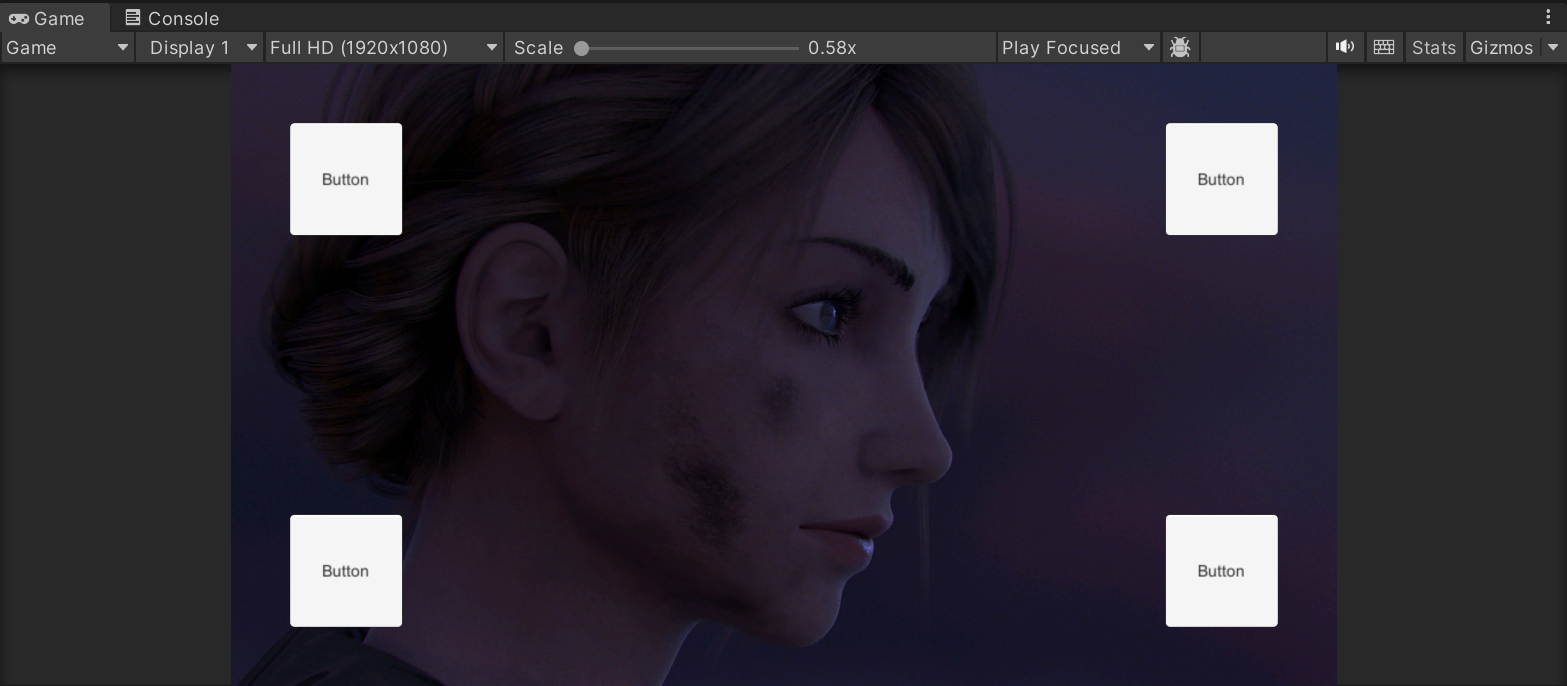 Game
Console
Game
Display 1
Full HD (1920x1080)
Scale
0.58x
Play Focused
Stats
Gizmos
Button
Button
Button
Button